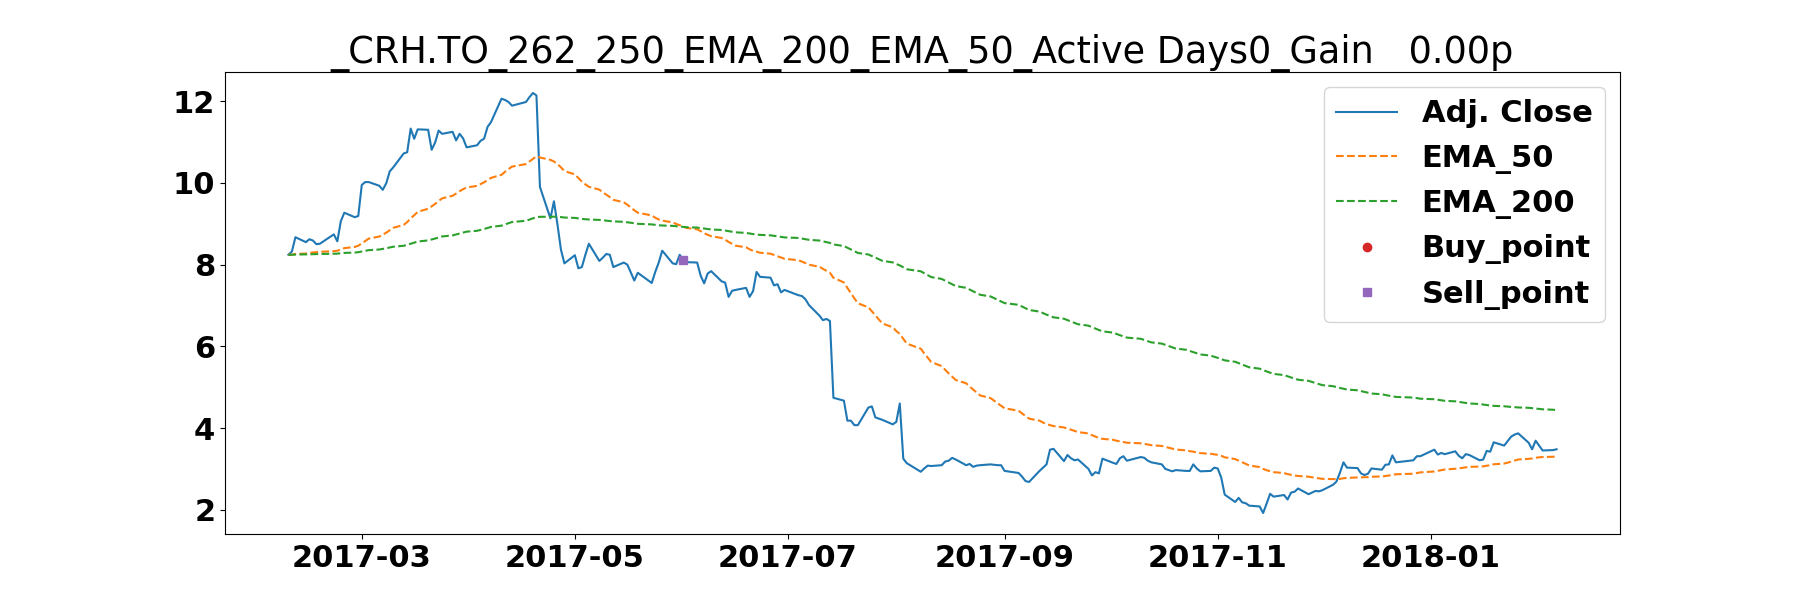 _CRH.TO_262_250_EMA_200_EMA_50_Active Days0_Gain   0.00p
12
10
8
6
4
2
Adj. Close
EMA_50
EMA_200
Buy_point
Sell_point
2017-03 2017-05 2017-07 2017-09 2017-11 2018-01